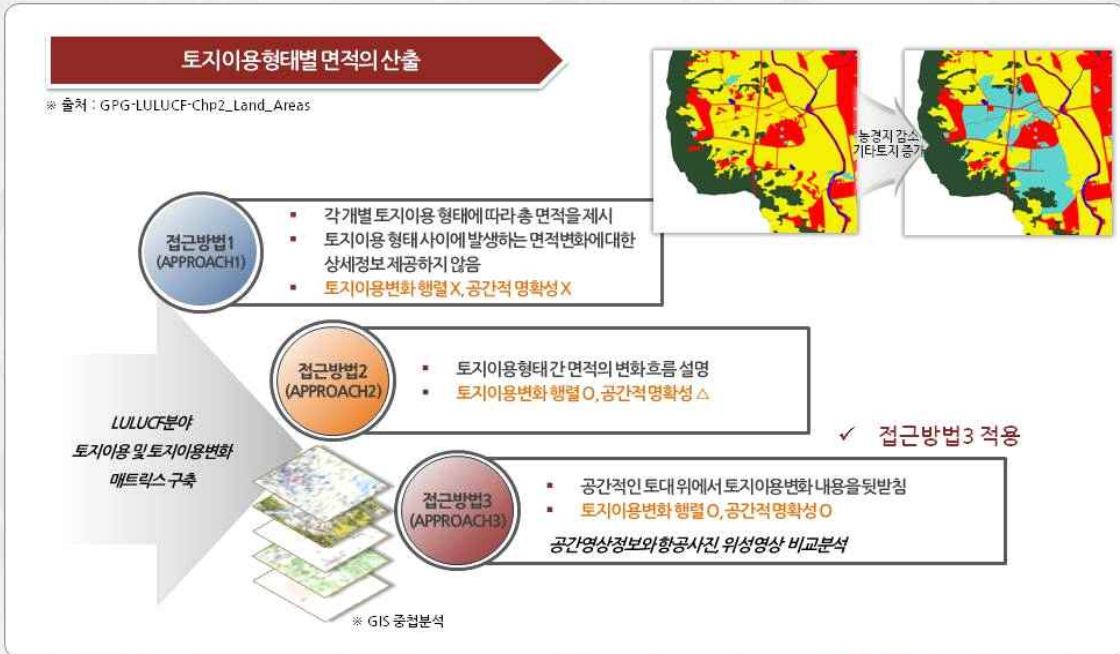 토지이용형태별 면적의 산출
※ 출처 : GPG-LULUCF-Chp2_Land_Areas
농경지 감소
기타토지 증가
접근방법1
(APPROACH1)
▪ 각 개별 토지이용 형태에 따라 총 면적을 제시
▪ 토지이용 형태 사이에 발생하는 면적변화에 대한
상세정보 제공하지 않음
▪ 토지이용변화 행렬 X, 공간적 명확성 X
접근방법2
(APPROACH2)
▪ 토지이용형태 간 면적의 변화 흐름 설명
▪ 토지이용변화 행렬 O, 공간적 명확성 △
LULUCF분야
토지이용 및 토지이용변화
매트릭스 구축
✓ 접근방법3 적용
접근방법3
(APPROACH3)
▪ 공간적인 토대 위에서 토지이용변화 내용을 뒷받침
▪ 토지이용변화 행렬 O, 공간적 명확성 O
공간영상정보와 항공사진, 위성영상 비교분석
※ GIS 중첩분석